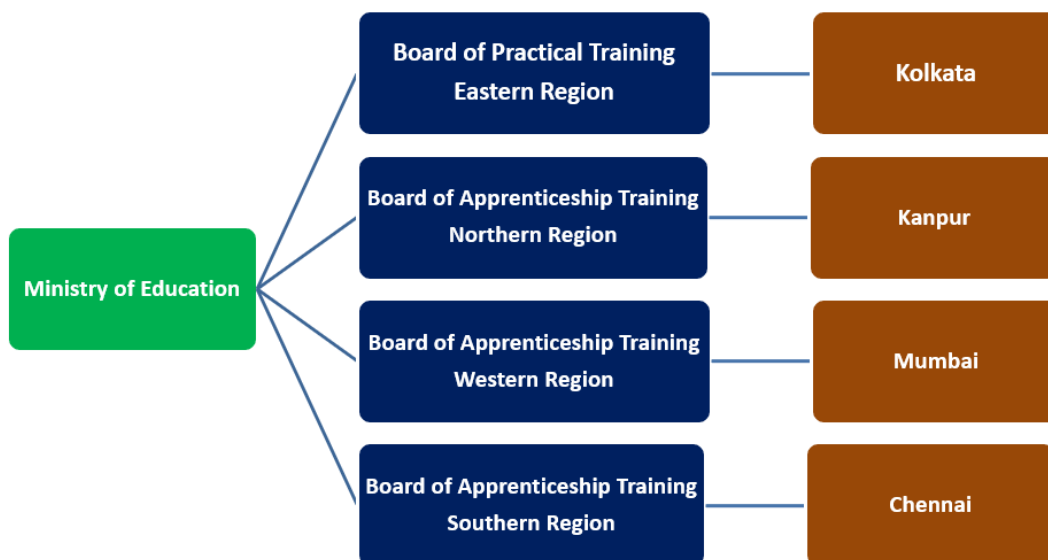 Board of Practical Training
Eastern Region
Kolkata
Board of Apprenticeship Training
Northern Region
Kanpur
Ministry of Education
Board of Apprenticeship Training
Western Region
Mumbai
Board of Apprenticeship Training
Southern Region
Chennai